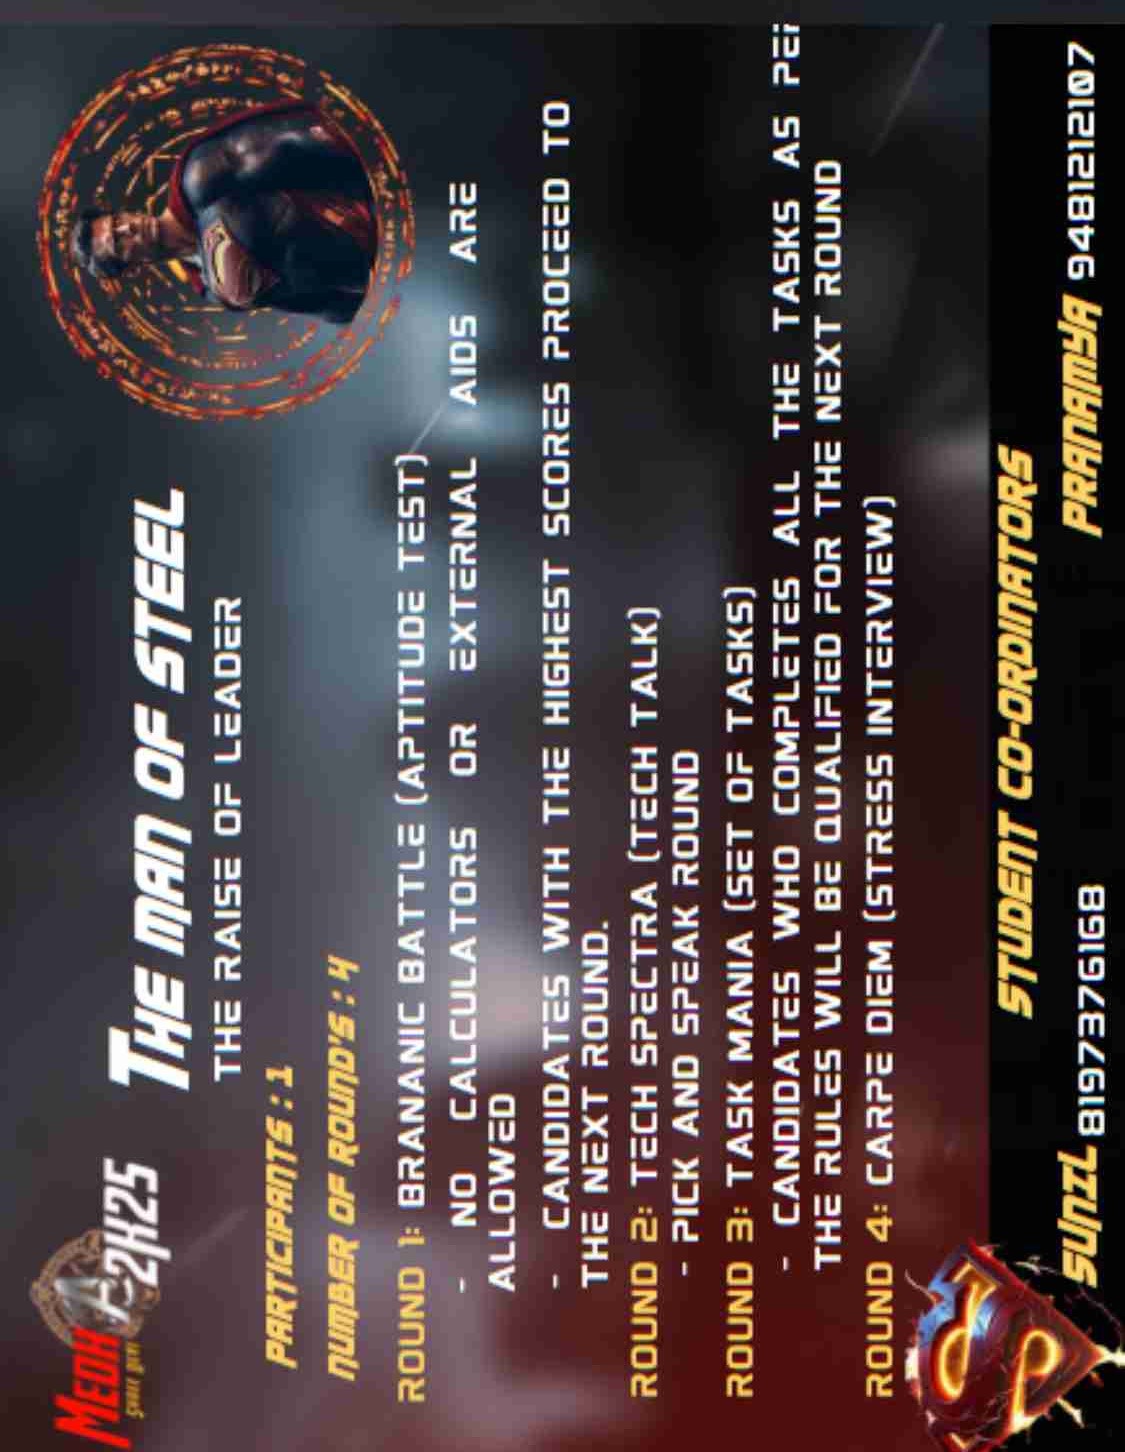 MEDHA 2K25
THE MAN OF STEEL
THE RAISE OF LEADER
PARTICIPANTS : 1
NUMBER OF ROUND'S : 4
ROUND 1: BRANANIC BATTLE (APTITUDE TEST)
- NO CALCULATORS OR EXTERNAL AIDS ARE
ALLOWED
- CANDIDATES WITH THE HIGHEST SCORES PROCEED TO
THE NEXT ROUND.
ROUND 2: TECH SPECTRA (TECH TALK)
- PICK AND SPEAK ROUND
ROUND 3: TASK MANIA (SET OF TASKS)
- CANDIDATES WHO COMPLETES ALL THE TASKS AS PER
THE RULES WILL BE QUALIFIED FOR THE NEXT ROUND
ROUND 4: CARPE DIEM (STRESS INTERVIEW)
STUDENT CO-ORDINATORS
SUNIL 8197376168
PRANAMYA 9481212107